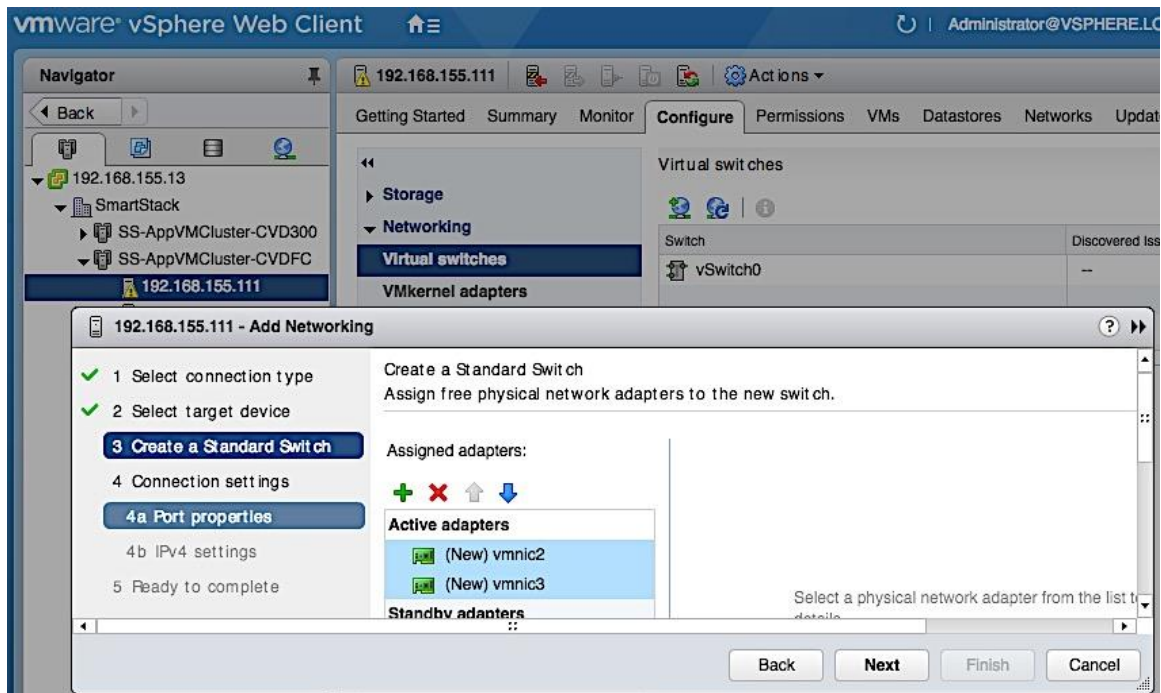 vmware® vSphere Web Client
Administrator@VSPHERE.LO
Navigator
192.168.155.111 Actions
Back
Getting Started Summary Monitor Configure Permissions VMs Datastores Networks Updat
192.168.155.13
SmartStack
SS-AppVMCluster-CVD300
SS-AppVMCluster-CVDFC
192.168.155.111
Storage
Networking
Virtual switches
VMkernel adapters
Virtual switches
Switch Discovered Iss
vSwitch0 --
192.168.155.111 - Add Networking
1 Select connection type
2 Select target device
3 Create a Standard Switch
4 Connection settings
4a Port properties
4b IPv4 settings
5 Ready to complete
Create a Standard Switch
Assign free physical network adapters to the new switch.
Assigned adapters:
Active adapters
(New) vmnic2
(New) vmnic3
Standby adapters
Select a physical network adapter from the list to
details
Back Next Finish Cancel